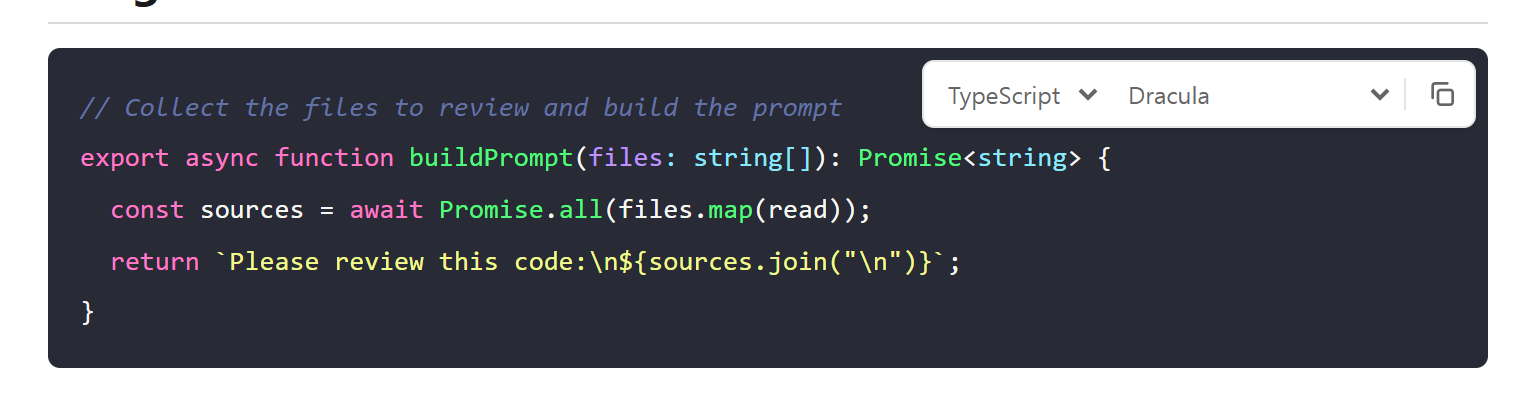 TypeScript Dracula
// Collect the files to review and build the prompt
export async function buildPrompt(files: string[]): Promise<string> {
  const sources = await Promise.all(files.map(read));
  return `Please review this code:\n${sources.join("\n")}`;
}